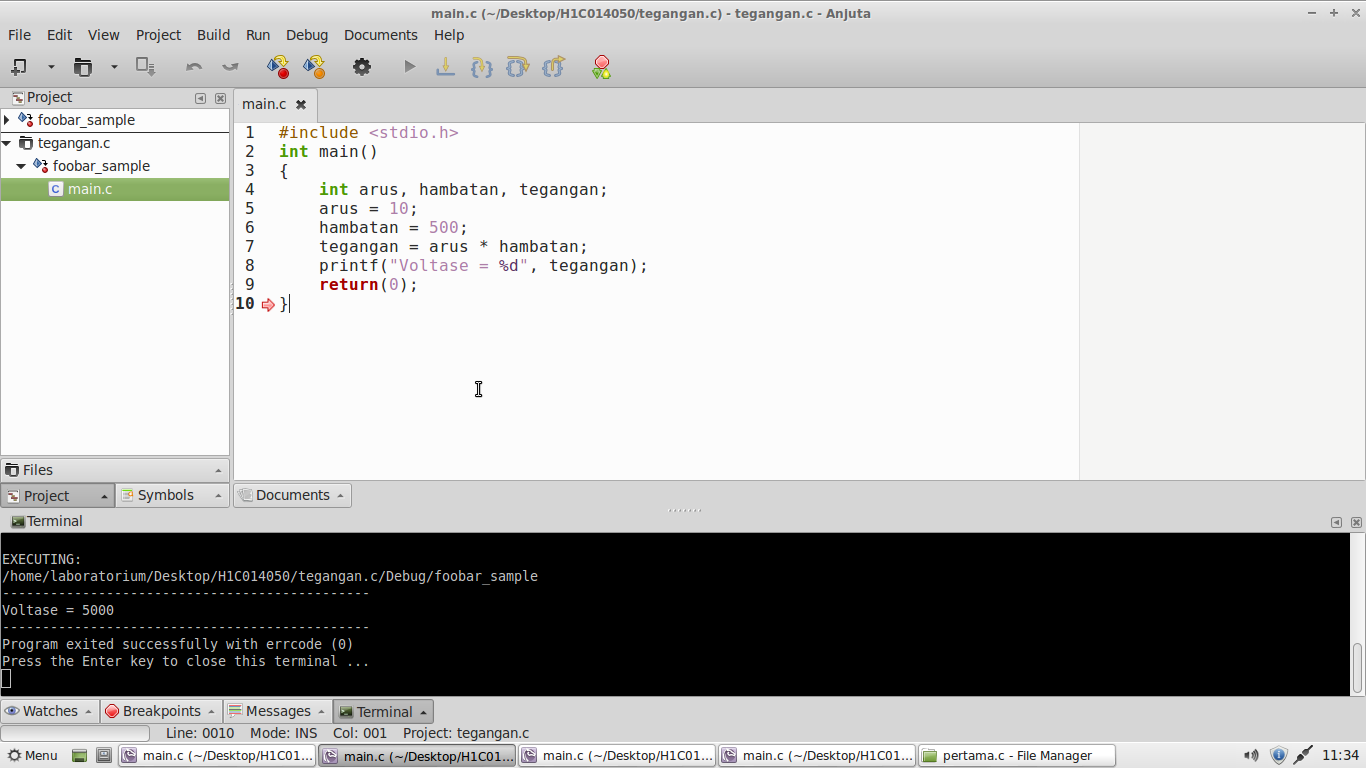 main.c (~/Desktop/H1C014050/tegangan.c) - tegangan.c - Anjuta
File Edit View Project Build Run Debug Documents Help
Project
foobar_sample
tegangan.c
foobar_sample
main.c
main.c
1 #include <stdio.h>
2 int main()
3 {
4 int arus, hambatan, tegangan;
5 arus = 10;
6 hambatan = 500;
7 tegangan = arus * hambatan;
8 printf("Voltase = %d", tegangan);
9 return(0);
10 }
Files
Project Symbols
Documents
Terminal
EXECUTING:
/home/laboratorium/Desktop/H1C014050/tegangan.c/Debug/foobar_sample
----------------------------------------------
Voltase = 5000
----------------------------------------------
Program exited successfully with errcode (0)
Press the Enter key to close this terminal ...
Watches Breakpoints Messages Terminal
Line: 0010 Mode: INS Col: 001 Project: tegangan.c
Menu main.c (~/Desktop/H1C01... main.c (~/Desktop/H1C01... main.c (~/Desktop/H1C01... main.c (~/Desktop/H1C01... pertama.c - File Manager 11:34